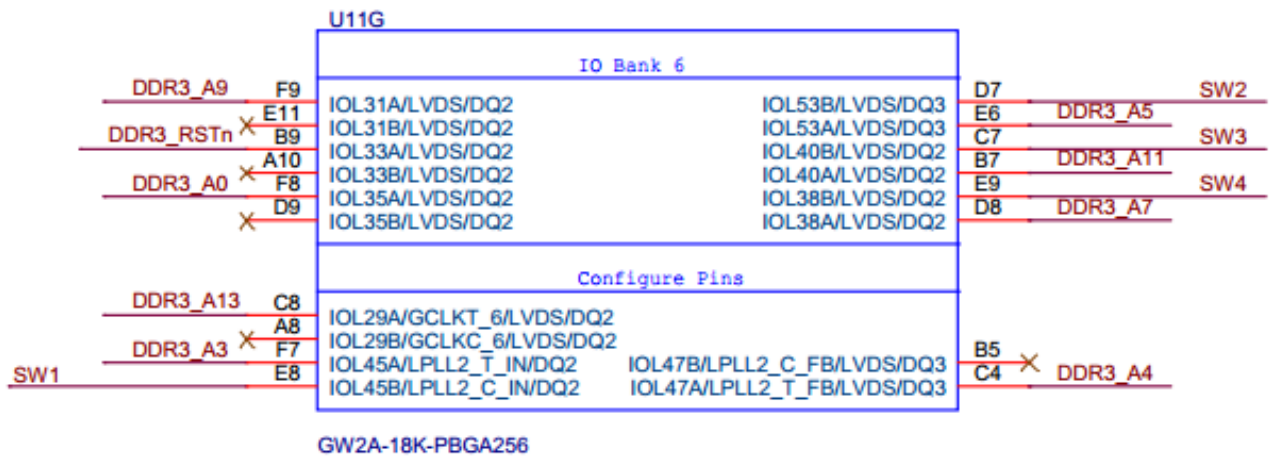 U11G
IO Bank 6
DDR3_A9 F9 IOL31A/LVDS/DQ2 IOL53B/LVDS/DQ3 D7 SW2
E11 IOL31B/LVDS/DQ2 IOL53A/LVDS/DQ3 E6 DDR3_A5
DDR3_RSTn B9 IOL33A/LVDS/DQ2 IOL40B/LVDS/DQ2 C7 SW3
A10 IOL33B/LVDS/DQ2 IOL40A/LVDS/DQ2 B7 DDR3_A11
DDR3_A0 F8 IOL35A/LVDS/DQ2 IOL38B/LVDS/DQ2 E9 SW4
D9 IOL35B/LVDS/DQ2 IOL38A/LVDS/DQ2 D8 DDR3_A7
Configure Pins
DDR3_A13 C8 IOL29A/GCLKT_6/LVDS/DQ2
A8 IOL29B/GCLKC_6/LVDS/DQ2
DDR3_A3 F7 IOL45A/LPLL2_T_IN/DQ2 IOL47B/LPLL2_C_FB/LVDS/DQ3 B5
SW1 E8 IOL45B/LPLL2_C_IN/DQ2 IOL47A/LPLL2_T_FB/LVDS/DQ3 C4 DDR3_A4
GW2A-18K-PBGA256